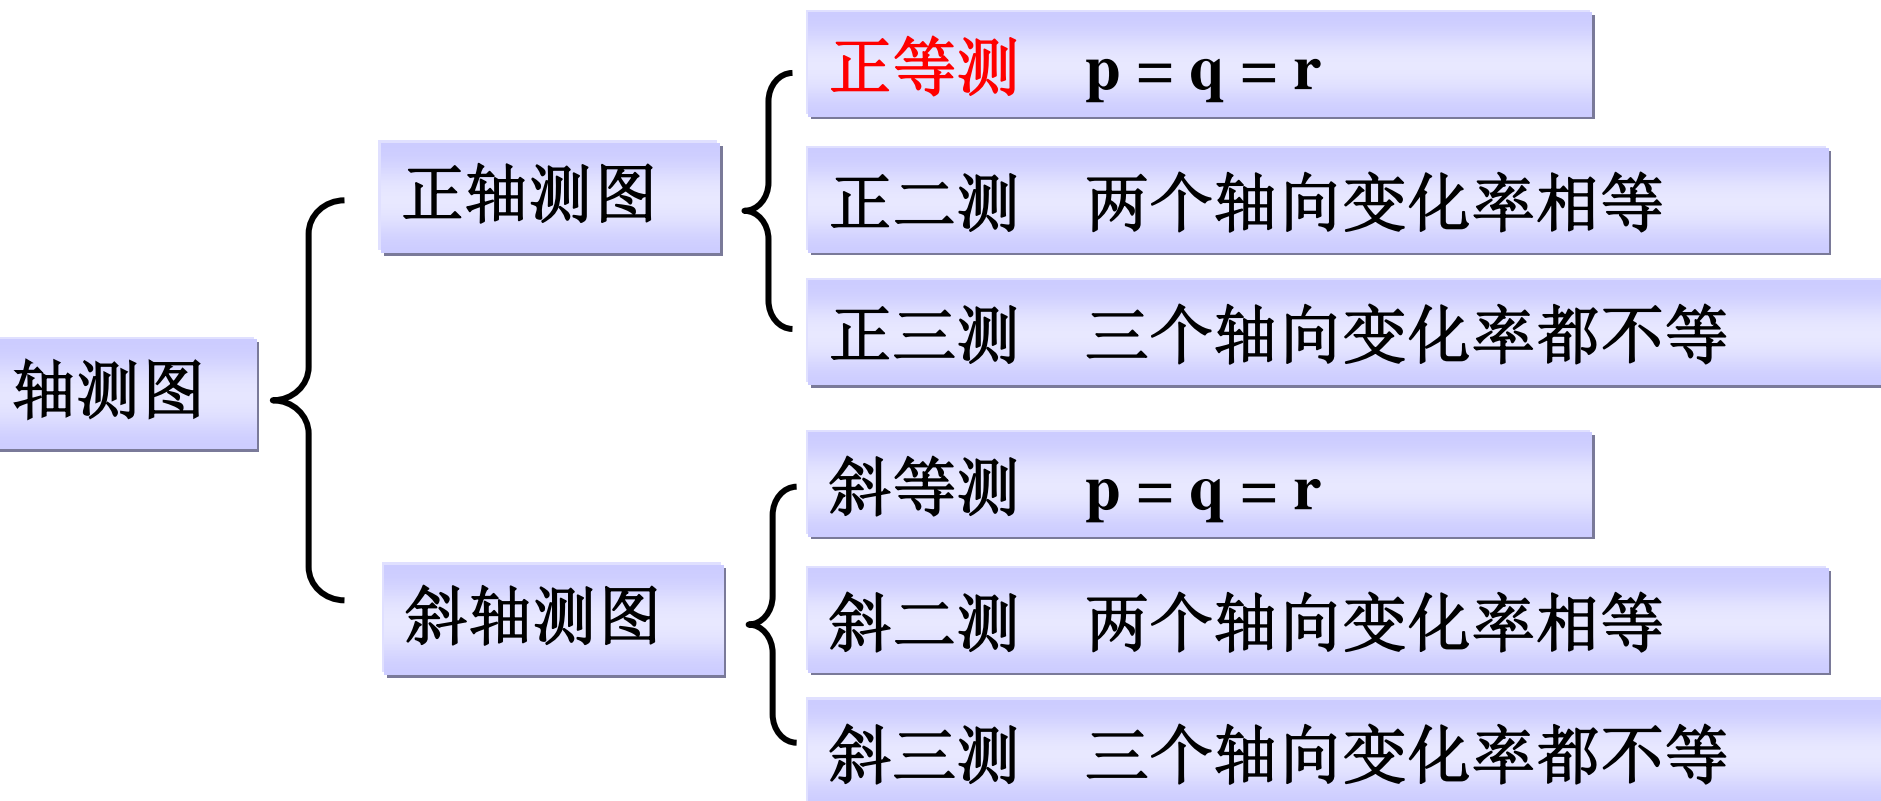 轴测图
正轴测图
正等测 p = q = r
正二测 两个轴向变化率相等
正三测 三个轴向变化率都不等
斜轴测图
斜等测 p = q = r
斜二测 两个轴向变化率相等
斜三测 三个轴向变化率都不等